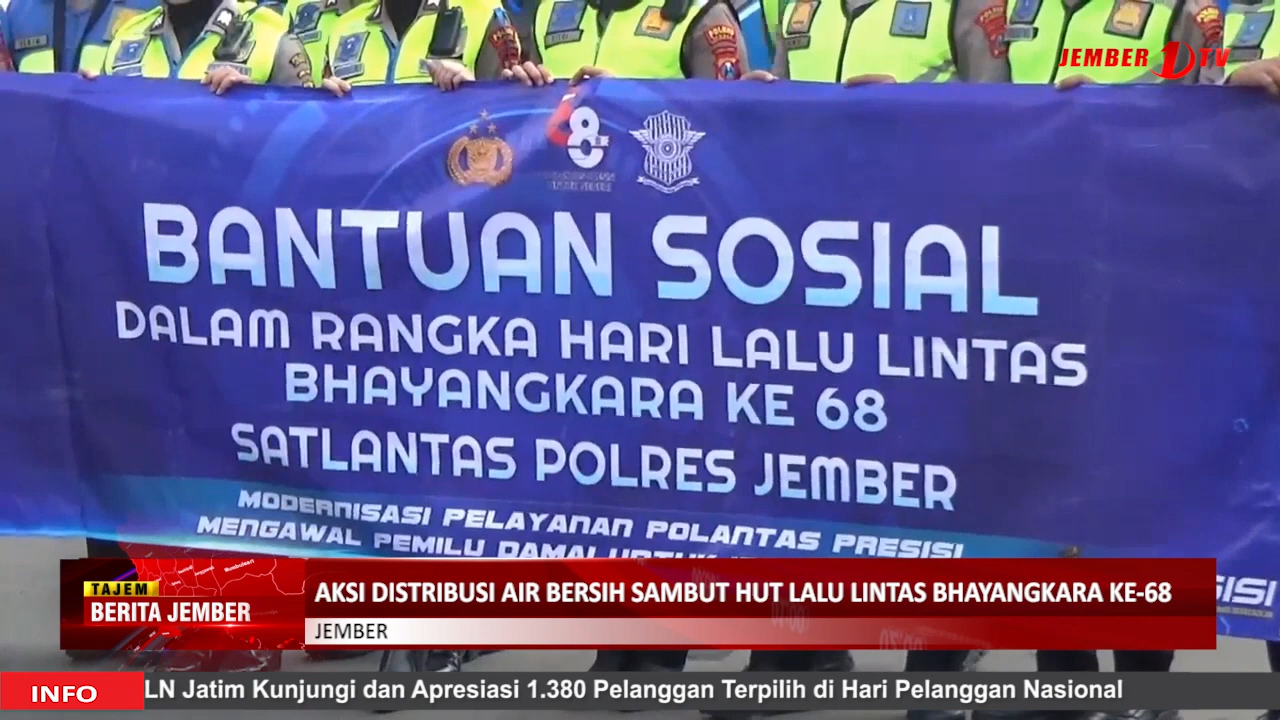 JEMBER 1 TV
68
BANTUAN SOSIAL
DALAM RANGKA HARI LALU LINTAS
BHAYANGKARA KE 68
SATLANTAS POLRES JEMBER
MODERNISASI PELAYANAN POLANTAS PRESISI
MENGAWAL PEMILU DAMAI UNTUK
TAJEM
BERITA JEMBER
AKSI DISTRIBUSI AIR BERSIH SAMBUT HUT LALU LINTAS BHAYANGKARA KE-68
JEMBER
INFO
LN Jatim Kunjungi dan Apresiasi 1.380 Pelanggan Terpilih di Hari Pelanggan Nasional